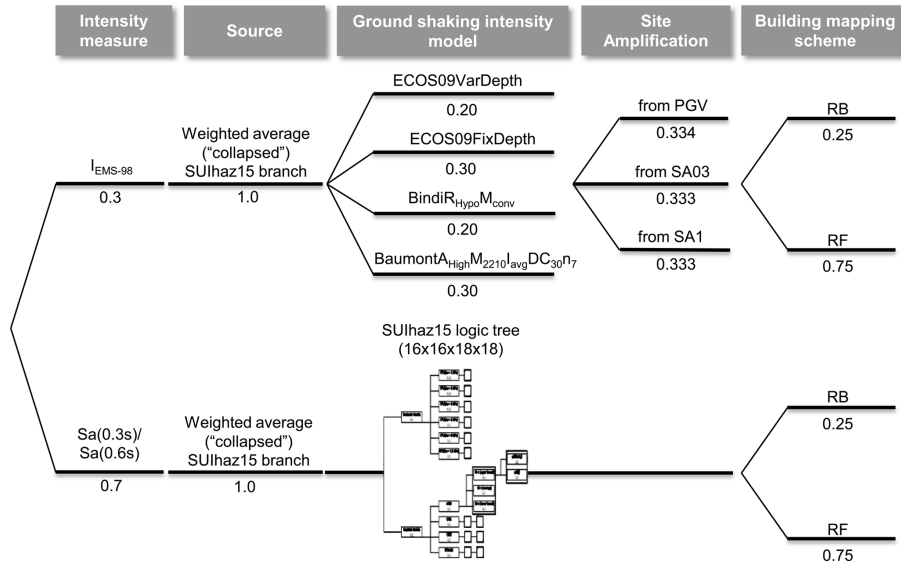 Intensity measure
Source
Ground shaking intensity model
Site Amplification
Building mapping scheme
I_EMS-98
0.3
Weighted average
(“collapsed”)
SUIhaz15 branch
1.0
ECOS09VarDepth
0.20
ECOS09FixDepth
0.30
BindiR_HypoM_conv
0.20
BaumontA_HighM_2210I_avgDC_30n_7
0.30
from PGV
0.334
from SA03
0.333
from SA1
0.333
RB
0.25
RF
0.75
SUIhaz15 logic tree
(16x16x18x18)
Sa(0.3s)/
Sa(0.6s)
0.7
Weighted average
(“collapsed”)
SUIhaz15 branch
1.0
RB
0.25
RF
0.75